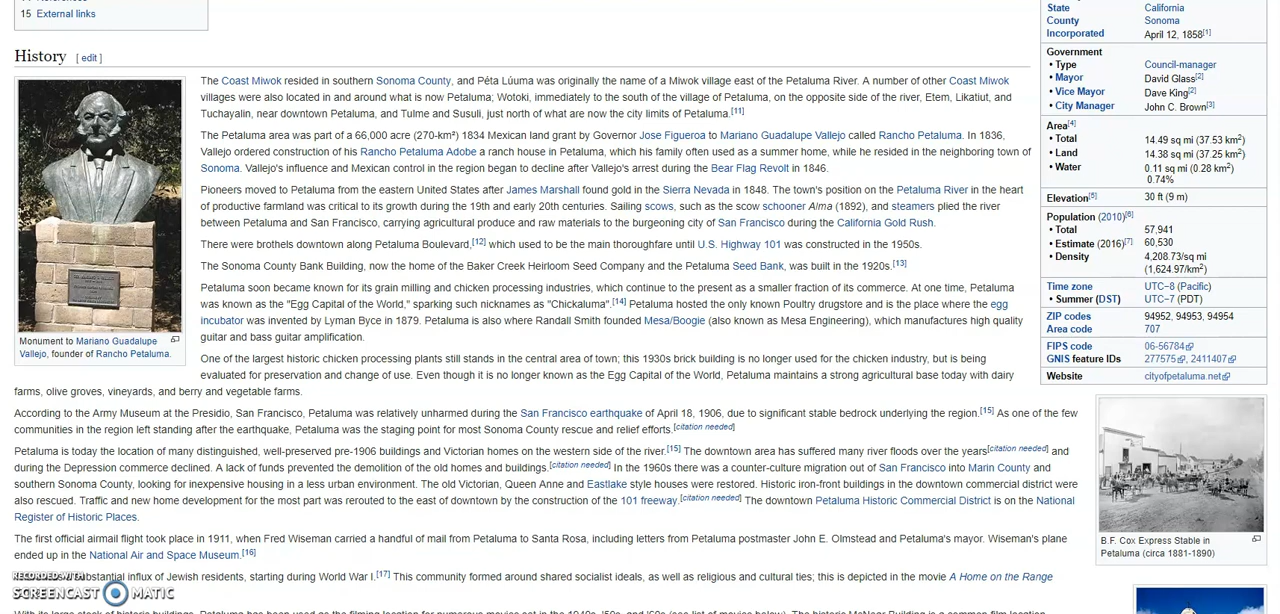 15 External links
History [ edit ]
Monument to Mariano Guadalupe
Vallejo, founder of Rancho Petaluma.
The Coast Miwok resided in southern Sonoma County, and Péta Lúuma was originally the name of a Miwok village east of the Petaluma River. A number of other Coast Miwok
villages were also located in and around what is now Petaluma; Wotoki, immediately to the south of the village of Petaluma, on the opposite side of the river, Etem, Likatiut, and
Tuchayalin, near downtown Petaluma, and Tulme and Susuli, just north of what are now the city limits of Petaluma.[11]
The Petaluma area was part of a 66,000 acre (270-km²) 1834 Mexican land grant by Governor Jose Figueroa to Mariano Guadalupe Vallejo called Rancho Petaluma. In 1836,
Vallejo ordered construction of his Rancho Petaluma Adobe a ranch house in Petaluma, which his family often used as a summer home, while he resided in the neighboring town of
Sonoma. Vallejo's influence and Mexican control in the region began to decline after Vallejo's arrest during the Bear Flag Revolt in 1846.
Pioneers moved to Petaluma from the eastern United States after James Marshall found gold in the Sierra Nevada in 1848. The town's position on the Petaluma River in the heart
of productive farmland was critical to its growth during the 19th and early 20th centuries. Sailing scows, such as the scow schooner Alma (1892), and steamers plied the river
between Petaluma and San Francisco, carrying agricultural produce and raw materials to the burgeoning city of San Francisco during the California Gold Rush.
There were brothels downtown along Petaluma Boulevard,[12] which used to be the main thoroughfare until U.S. Highway 101 was constructed in the 1950s.
The Sonoma County Bank Building, now the home of the Baker Creek Heirloom Seed Company and the Petaluma Seed Bank, was built in the 1920s.[13]
Petaluma soon became known for its grain milling and chicken processing industries, which continue to the present as a smaller fraction of its commerce. At one time, Petaluma
was known as the "Egg Capital of the World," sparking such nicknames as "Chickaluma".[14] Petaluma hosted the only known Poultry drugstore and is the place where the egg
incubator was invented by Lyman Byce in 1879. Petaluma is also where Randall Smith founded Mesa/Boogie (also known as Mesa Engineering), which manufactures high quality
guitar and bass guitar amplification.
One of the largest historic chicken processing plants still stands in the central area of town; this 1930s brick building is no longer used for the chicken industry, but is being
evaluated for preservation and change of use. Even though it is no longer known as the Egg Capital of the World, Petaluma maintains a strong agricultural base today with dairy
farms, olive groves, vineyards, and berry and vegetable farms.
According to the Army Museum at the Presidio, San Francisco, Petaluma was relatively unharmed during the San Francisco earthquake of April 18, 1906, due to significant stable bedrock underlying the region.[15] As one of the few
communities in the region left standing after the earthquake, Petaluma was the staging point for most Sonoma County rescue and relief efforts.[citation needed]
Petaluma is today the location of many distinguished, well-preserved pre-1906 buildings and Victorian homes on the western side of the river.[15] The downtown area has suffered many river floods over the years[citation needed] and
during the Depression commerce declined. A lack of funds prevented the demolition of the old homes and buildings.[citation needed] In the 1960s there was a counter-culture migration out of San Francisco into Marin County and
southern Sonoma County, looking for inexpensive housing in a less urban environment. The old Victorian, Queen Anne and Eastlake style houses were restored. Historic iron-front buildings in the downtown commercial district were
also rescued. Traffic and new home development for the most part was rerouted to the east of downtown by the construction of the 101 freeway.[citation needed] The downtown Petaluma Historic Commercial District is on the National
Register of Historic Places.
The first official airmail flight took place in 1911, when Fred Wiseman carried a handful of mail from Petaluma to Santa Rosa, including letters from Petaluma postmaster John E. Olmstead and Petaluma's mayor. Wiseman's plane
ended up in the National Air and Space Museum.[16]
substantial influx of Jewish residents, starting during World War I.[17] This community formed around shared socialist ideals, as well as religious and cultural ties; this is depicted in the movie A Home on the Range
RECORDED WITH
SCREENCAST MATIC
With its large stock of historic buildings, Petaluma has been used as the filming location for numerous movies set in the 1940s, '50s, and '60s (see list of movies below). The historic McNear Building is a common film location
State California
County Sonoma
Incorporated April 12, 1858[1]
Government
• Type Council-manager
• Mayor David Glass[2]
• Vice Mayor Dave King[2]
• City Manager John C. Brown[3]
Area[4]
• Total 14.49 sq mi (37.53 km2)
• Land 14.38 sq mi (37.25 km2)
• Water 0.11 sq mi (0.28 km2)
0.74%
Elevation[5] 30 ft (9 m)
Population (2010)[6]
• Total 57,941
• Estimate (2016)[7] 60,530
• Density 4,208.73/sq mi
(1,624.97/km2)
Time zone UTC−8 (Pacific)
• Summer (DST) UTC−7 (PDT)
ZIP codes 94952, 94953, 94954
Area code 707
FIPS code 06-56784
GNIS feature IDs 277575, 2411407
Website cityofpetaluma.net
B.F. Cox Express Stable in
Petaluma (circa 1881-1890)